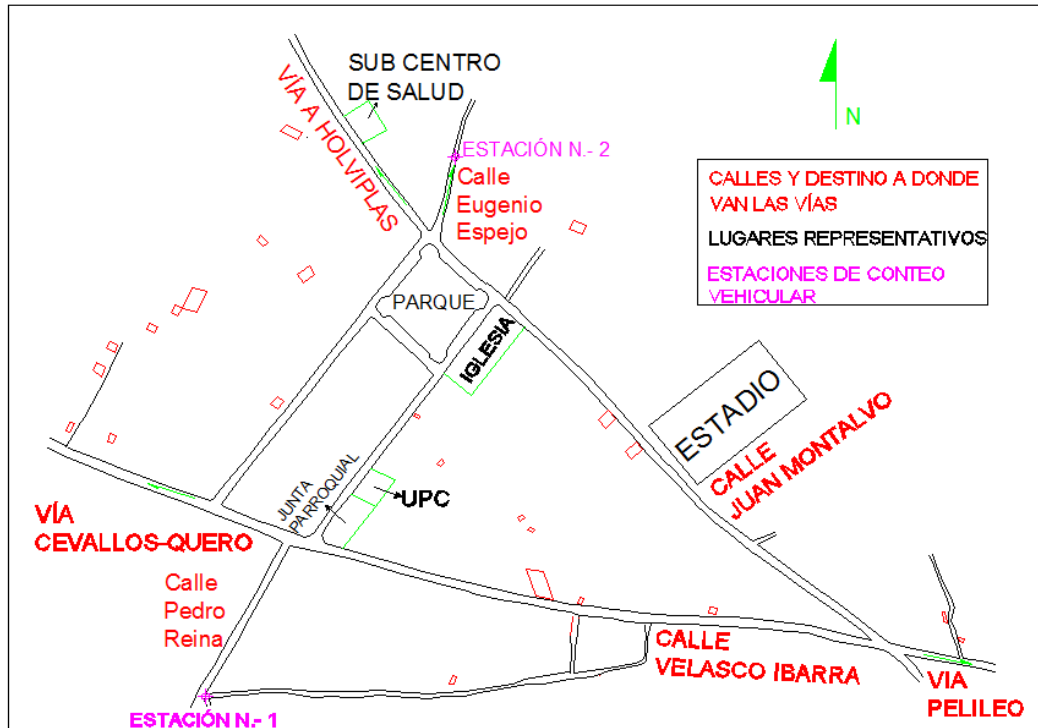 SUB CENTRO
DE SALUD
VÍA A HOLVIPLAS
ESTACIÓN N.- 2
Calle
Eugenio
Espejo
N
CALLES Y DESTINO A DONDE
VAN LAS VÍAS
LUGARES REPRESENTATIVOS
ESTACIONES DE CONTEO
VEHICULAR
PARQUE
IGLESIA
ESTADIO
CALLE
JUAN MONTALVO
JUNTA
PARROQUIAL
UPC
VÍA
CEVALLOS-QUERO
Calle
Pedro
Reina
CALLE
VELASCO IBARRA
VIA
PELILEO
ESTACIÓN N.- 1